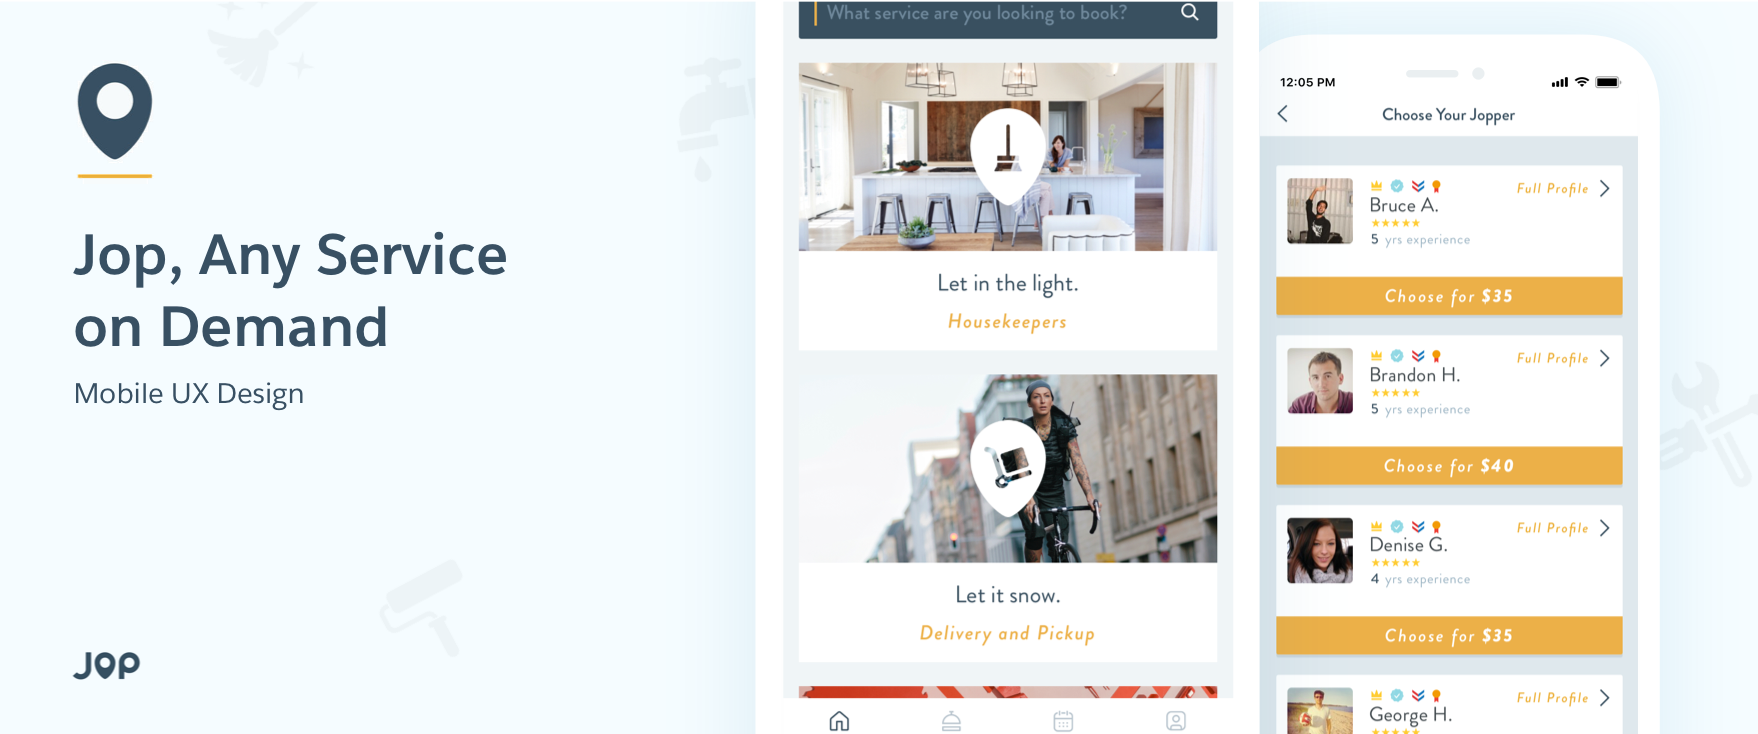 Jop, Any Service
on Demand
Mobile UX Design
JOP
What service are you looking to book?
Let in the light.
Housekeepers
Let it snow.
Delivery and Pickup
12:05 PM
Choose Your Jopper
Full Profile
Bruce A.
5 yrs experience
Choose for $35
Full Profile
Brandon H.
5 yrs experience
Choose for $40
Full Profile
Denise G.
4 yrs experience
Choose for $35
Full Profile
George H.